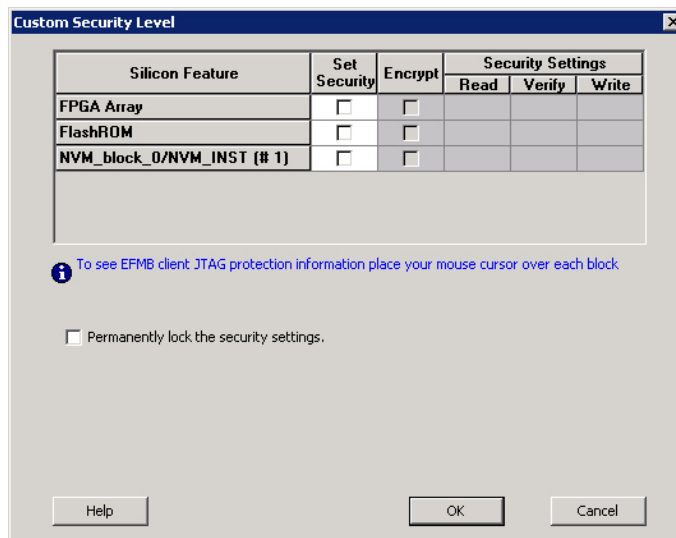 Custom Security Level
Silicon Feature
Set Security
Encrypt
Security Settings
Read Verify Write
FPGA Array
FlashROM
NVM_block_0/NVM_INST (# 1)
To see EFMB client JTAG protection information place your mouse cursor over each block
Permanently lock the security settings.
Help OK Cancel